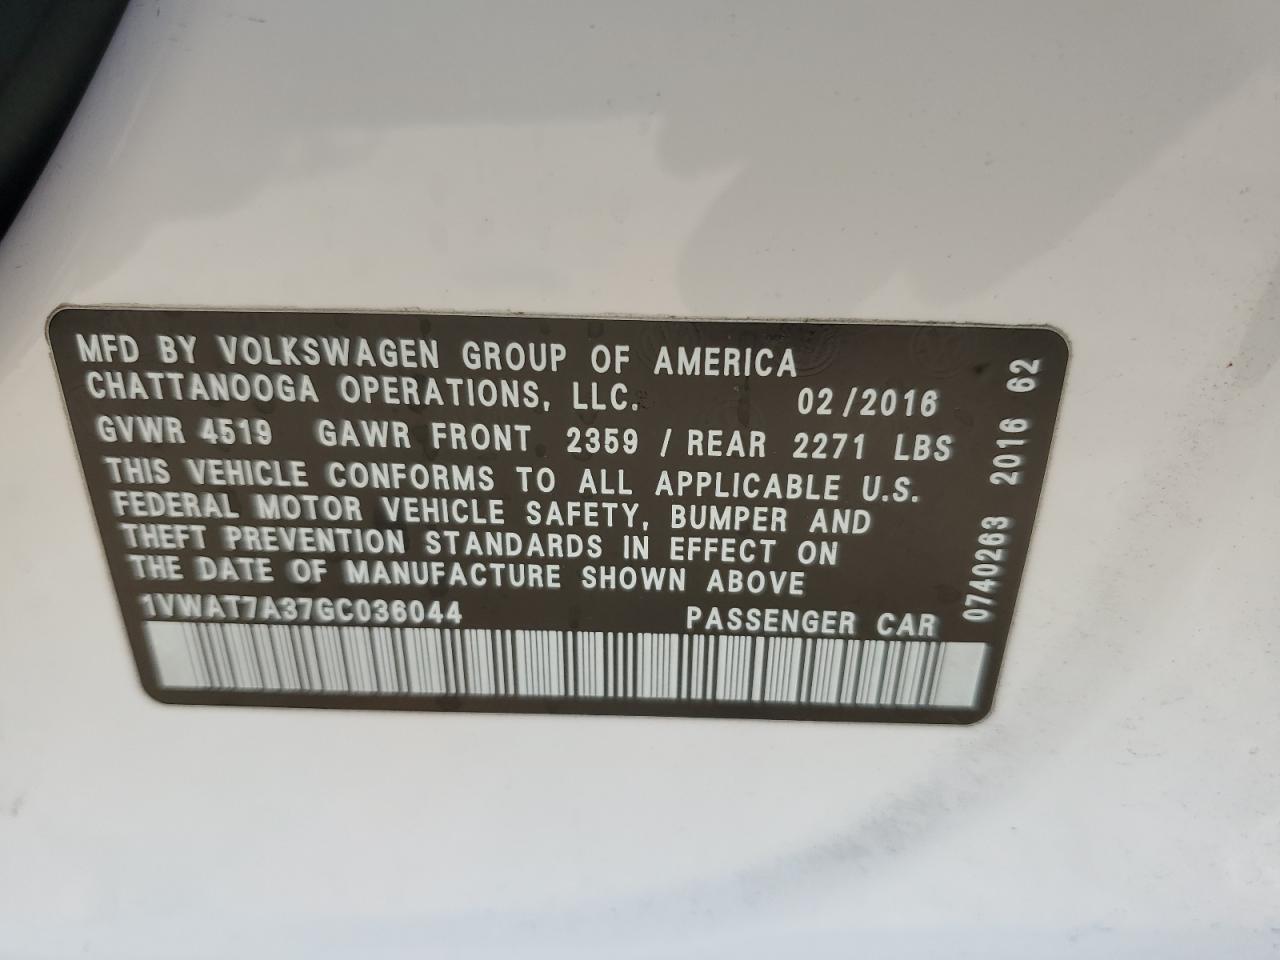 MFD BY VOLKSWAGEN GROUP OF AMERICA
CHATTANOOGA OPERATIONS, LLC. 02/2016
GVWR 4519 GAWR FRONT 2359 / REAR 2271 LBS
THIS VEHICLE CONFORMS TO ALL APPLICABLE U.S.
FEDERAL MOTOR VEHICLE SAFETY, BUMPER AND
THEFT PREVENTION STANDARDS IN EFFECT ON
THE DATE OF MANUFACTURE SHOWN ABOVE
1VWAT7A37GC036044 PASSENGER CAR
0740263 2016 62